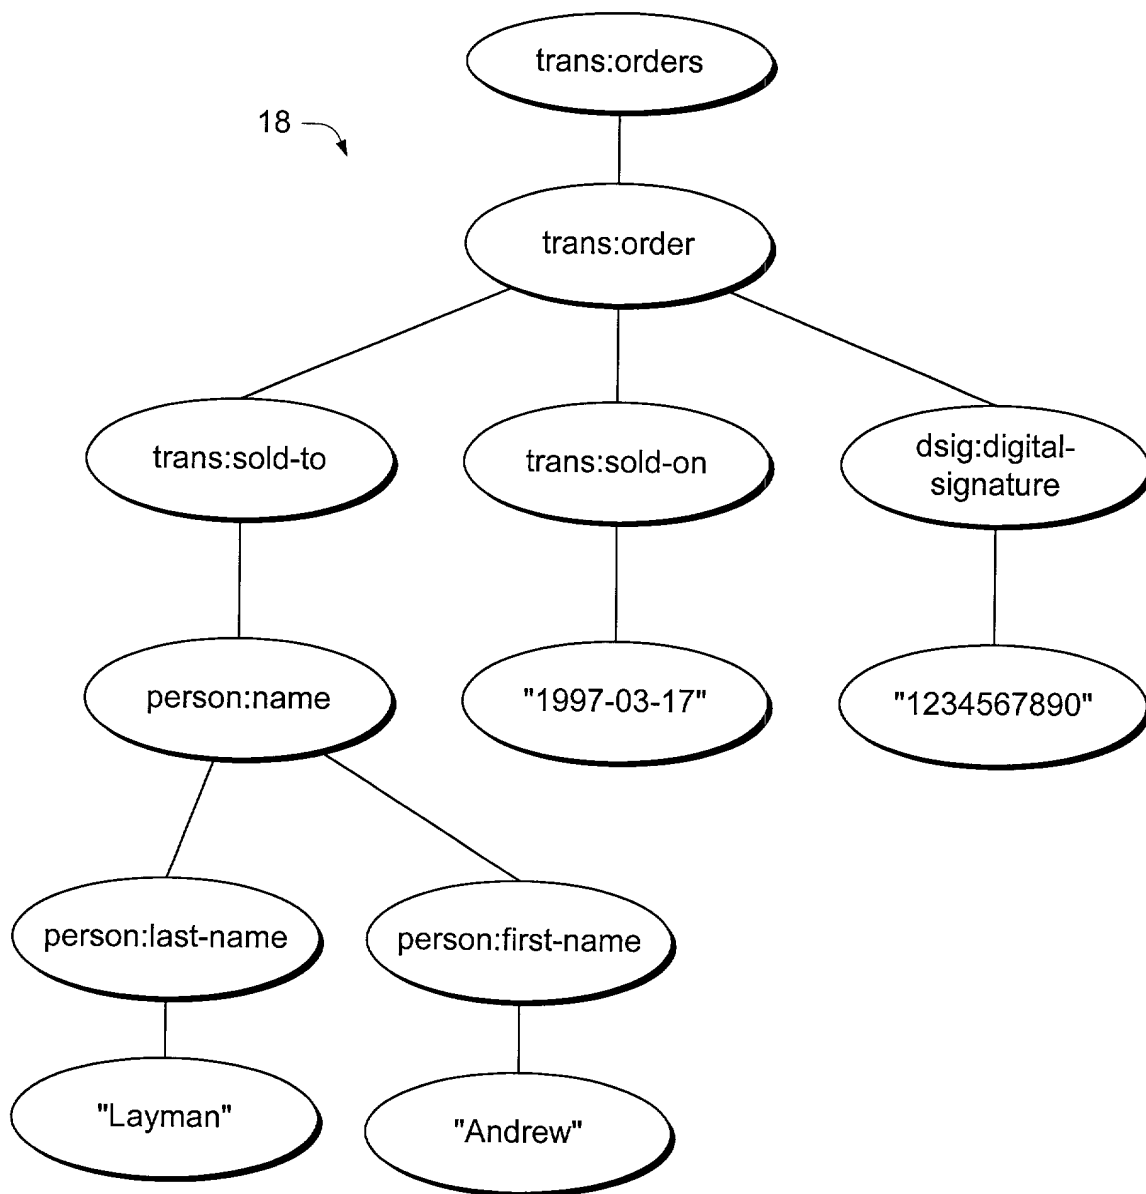 trans:orders
18
trans:order
trans:sold-to
trans:sold-on
dsig:digital-
signature
person:name
"1997-03-17"
"1234567890"
person:last-name
person:first-name
"Layman"
"Andrew"